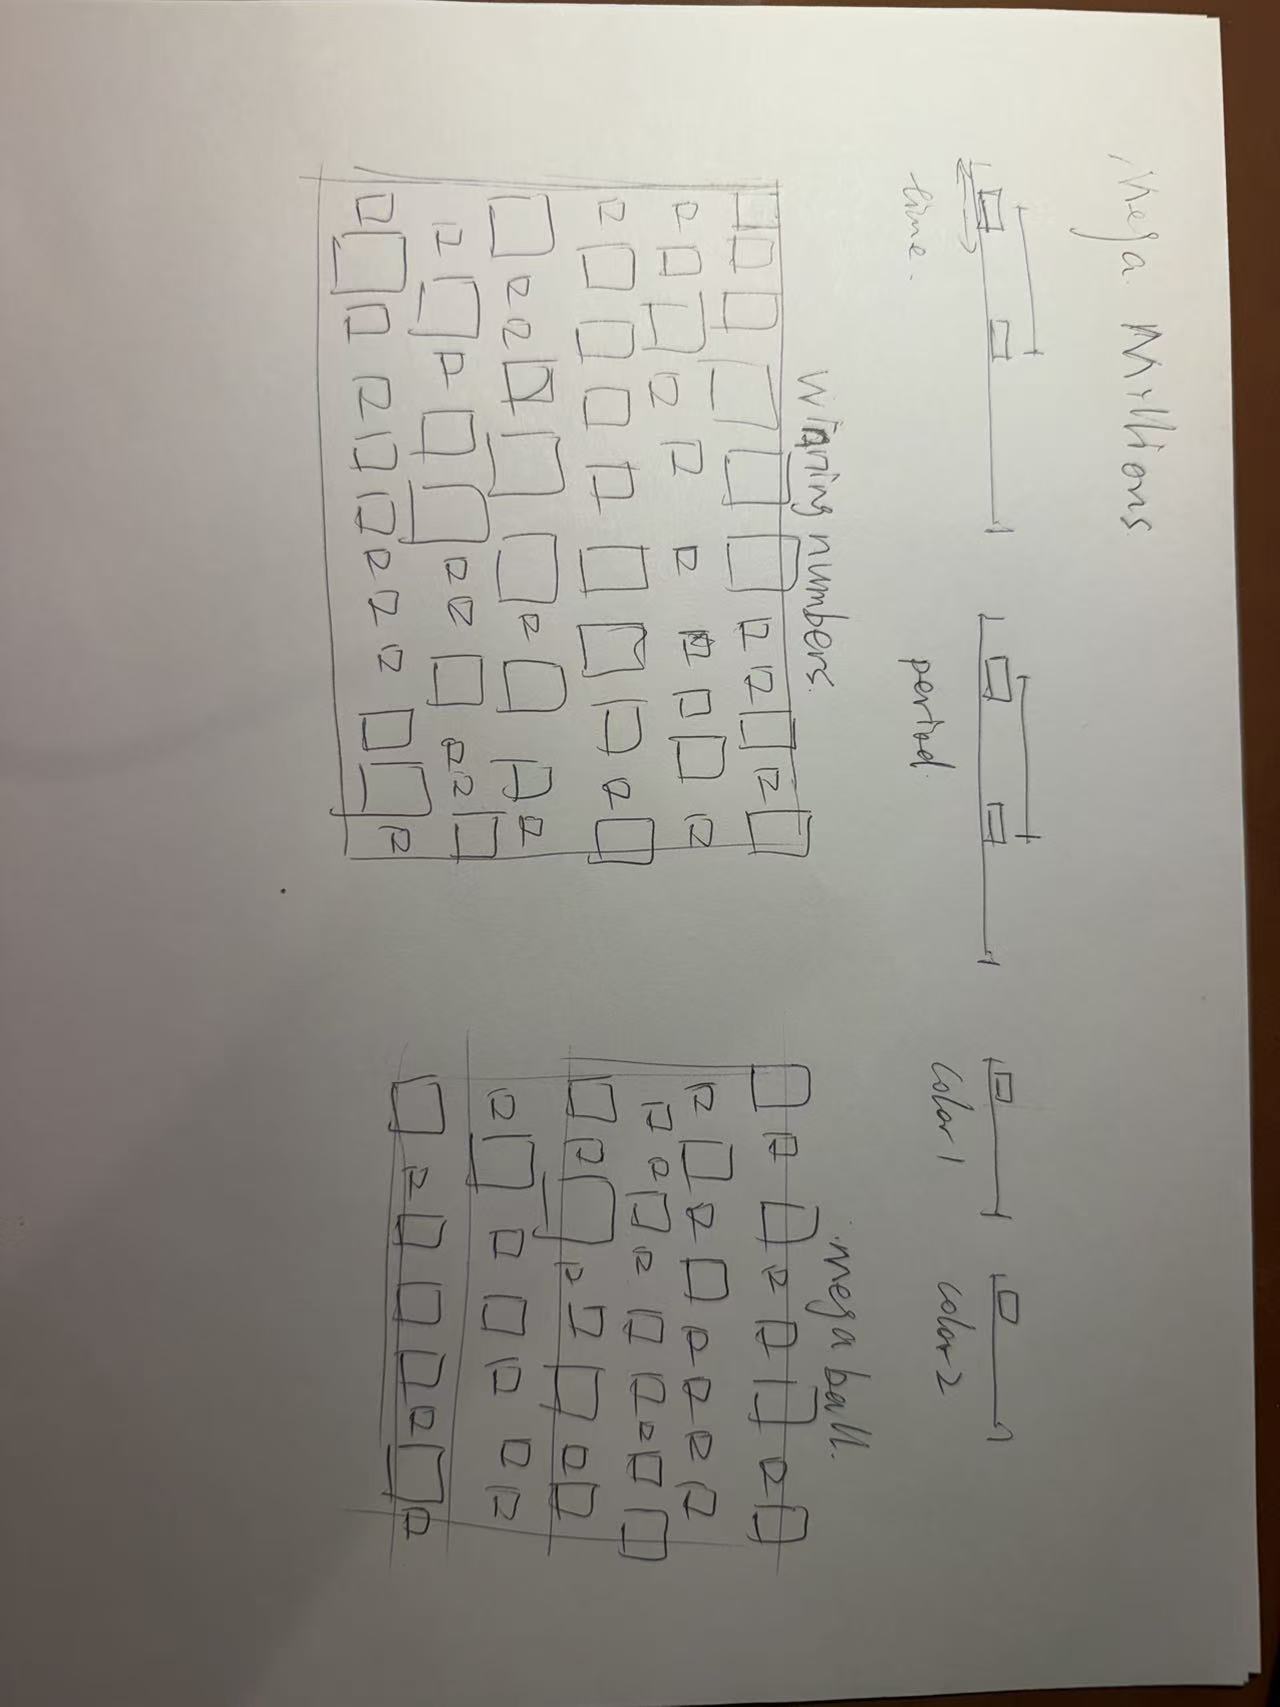 Mega Millions
time.
period.
color 1
color 2
winning numbers.
mega ball.